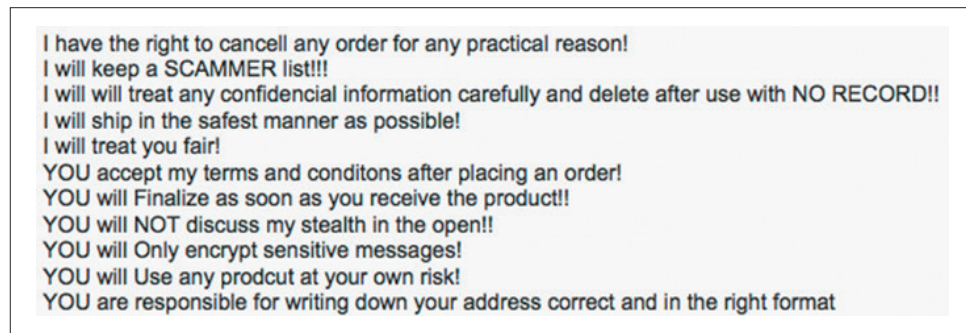 I have the right to cancell any order for any practical reason!
I will keep a SCAMMER list!!!
I will will treat any confidencial information carefully and delete after use with NO RECORD!!
I will ship in the safest manner as possible!
I will treat you fair!
YOU accept my terms and conditons after placing an order!
YOU will Finalize as soon as you receive the product!!
YOU will NOT discuss my stealth in the open!!
YOU will Only encrypt sensitive messages!
YOU will Use any prodcut at your own risk!
YOU are responsible for writing down your address correct and in the right format